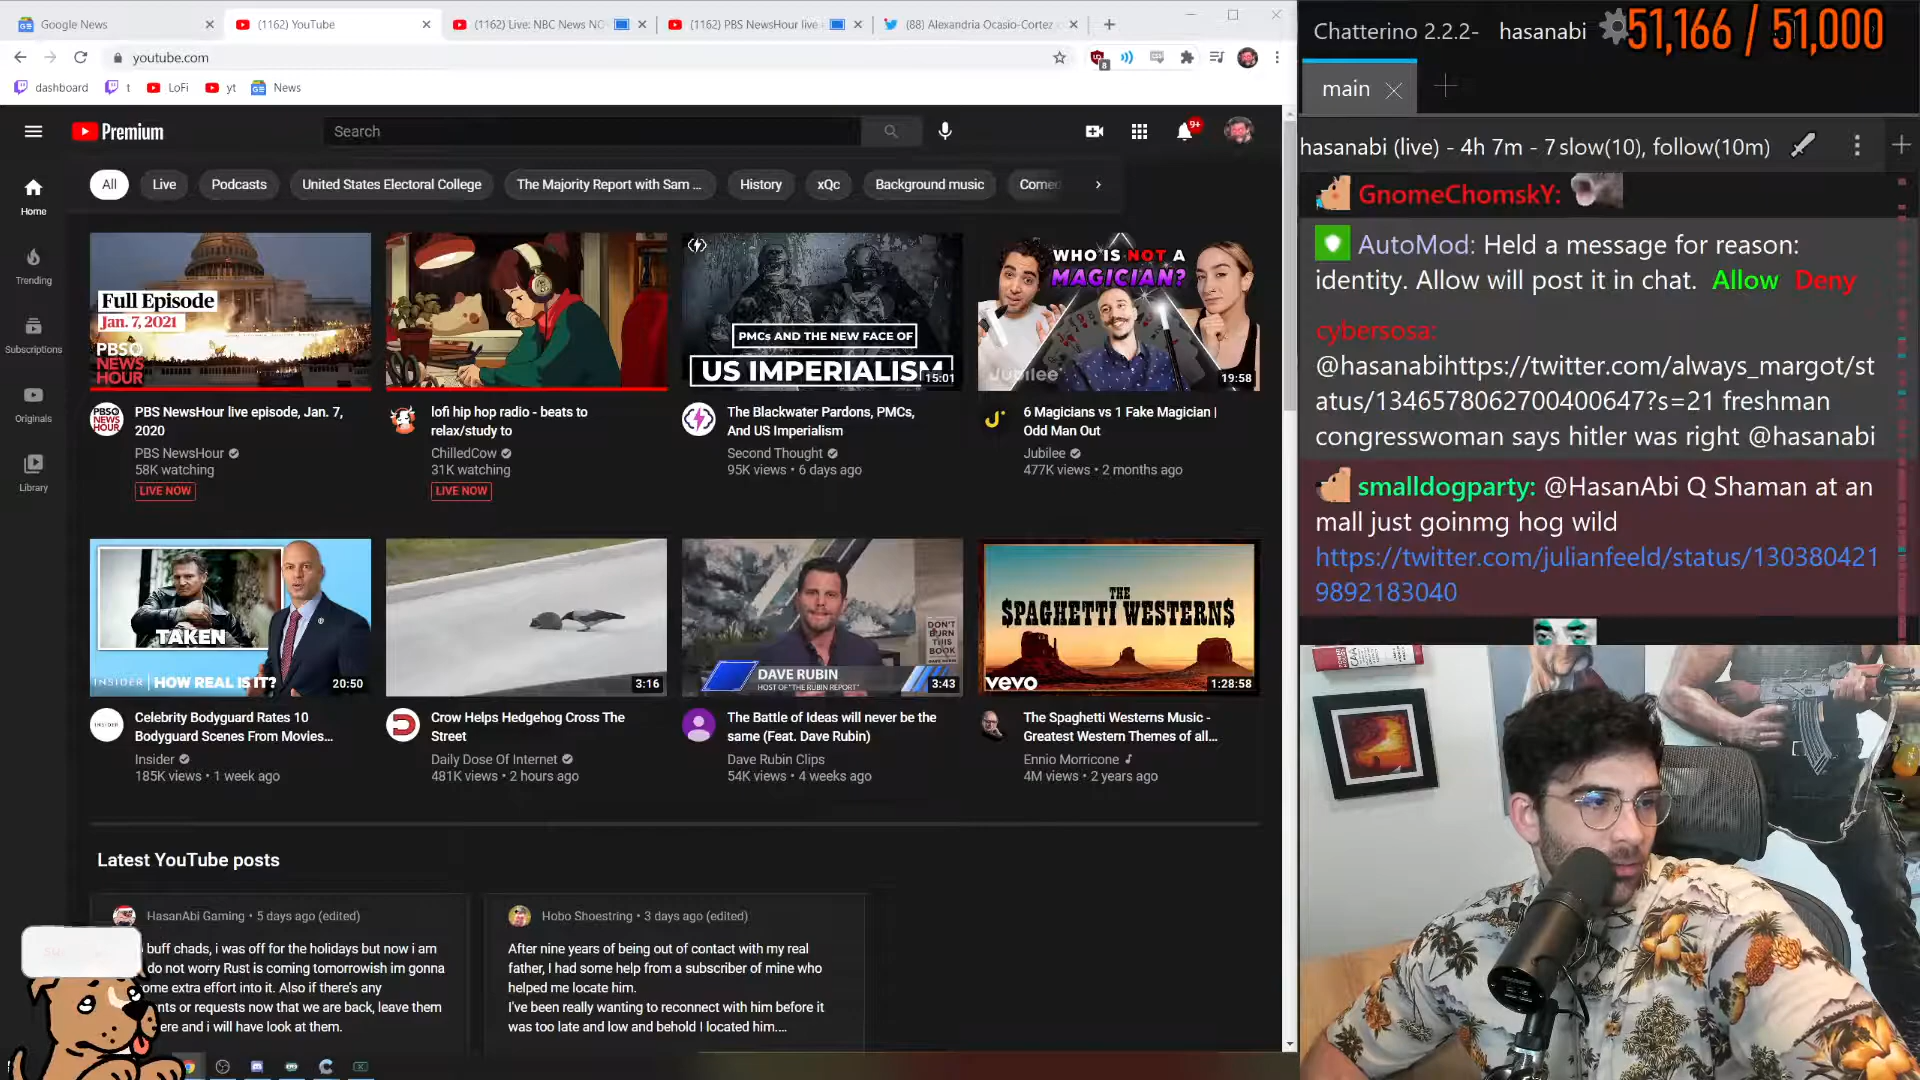 Google News
(1162) YouTube
(1162) Live: NBC News NO
(1162) PBS NewsHour live
(88) Alexandria Ocasio-Cortez
youtube.com
8
dashboard
t
LoFi
yt
News
Premium
Search
9+
All
Live
Podcasts
United States Electoral College
The Majority Report with Sam ...
History
xQc
Background music
Come
Home
Trending
Subscriptions
Originals
Library
Full Episode
Jan. 7, 2021
PBS
NEWS
HOUR
PMCs AND THE NEW FACE OF
US IMPERIALISM
15:01
WHO IS NOT A
MAGICIAN?
Jubilee
19:58
PBS NewsHour live episode, Jan. 7,
2020
PBS NewsHour
58K watching
LIVE NOW
lofi hip hop radio - beats to
relax/study to
ChilledCow
31K watching
LIVE NOW
The Blackwater Pardons, PMCs,
And US Imperialism
Second Thought
95K views • 6 days ago
6 Magicians vs 1 Fake Magician |
Odd Man Out
Jubilee
477K views • 2 months ago
TAKEN
INSIDER | HOW REAL IS IT?
20:50
3:16
DON'T
BURN
THIS
BOOK
DAVE RUBIN
HOST OF "THE RUBIN REPORT"
3:43
THE
$PAGHETTI WE$TERN$
vevo
1:28:58
Celebrity Bodyguard Rates 10
Bodyguard Scenes From Movies...
Insider
185K views • 1 week ago
Crow Helps Hedgehog Cross The
Street
Daily Dose Of Internet
481K views • 2 hours ago
The Battle of Ideas will never be the
same (Feat. Dave Rubin)
Dave Rubin Clips
54K views • 4 weeks ago
The Spaghetti Westerns Music -
Greatest Western Themes of all...
Ennio Morricone
4M views • 2 years ago
Latest YouTube posts
HasanAbi Gaming • 5 days ago (edited)
buff chads, i was off for the holidays but now i am
do not worry Rust is coming tomorrowish im gonna
ome extra effort into it. Also if there's any
nts or requests now that we are back, leave them
ere and i will have look at them.
Hobo Shoestring • 3 days ago (edited)
After nine years of being out of contact with my real
father, I had some help from a subscriber of mine who
helped me locate him.
I've been really wanting to reconnect with him before it
was too late and low and behold I located him....
Chatterino 2.2.2-
hasanabi
51,166 / 51,000
main
hasanabi (live) - 4h 7m - 7 slow(10), follow(10m)
GnomeChomskY:
AutoMod: Held a message for reason:
identity. Allow will post it in chat. Allow Deny
cybersosa:
@hasanabihttps://twitter.com/always_margot/st
atus/1346578062700400647?s=21 freshman
congresswoman says hitler was right @hasanabi
smalldogparty: @HasanAbi Q Shaman at an
mall just goinmg hog wild
https://twitter.com/julianfeeld/status/130380421
9892183040